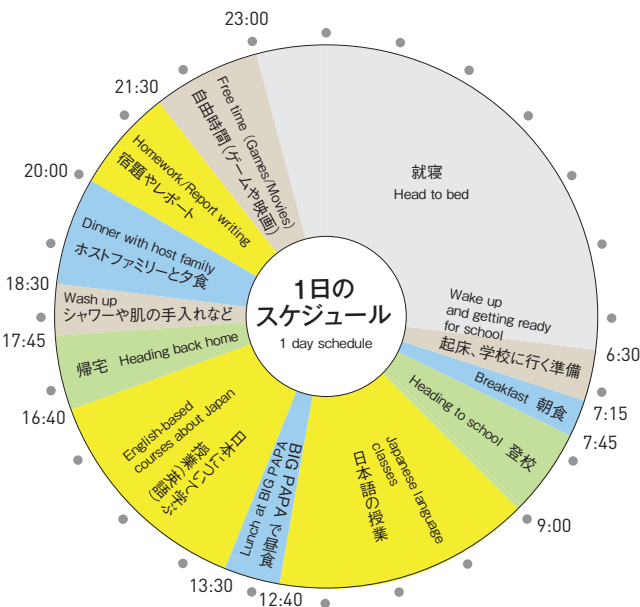 1日の
スケジュール
1 day schedule
就寝
Head to bed
Wake up
and getting ready
for school
起床、学校に行く準備
6:30
Breakfast 朝食
7:15
7:45
Heading to school 登校
9:00
Japanese language
classes
日本語の授業
12:40
Lunch at BIG PAPA
BIG PAPA で昼食
13:30
English-based
courses about Japan
日本について学ぶ
授業(英語)
16:40
帰宅 Heading back home
17:45
Wash up
シャワーや肌の手入れなど
18:30
Dinner with host family
ホストファミリーと夕食
20:00
Homework/Report writing
宿題やレポート
21:30
Free time (Games/Movies)
自由時間(ゲームや映画)
23:00